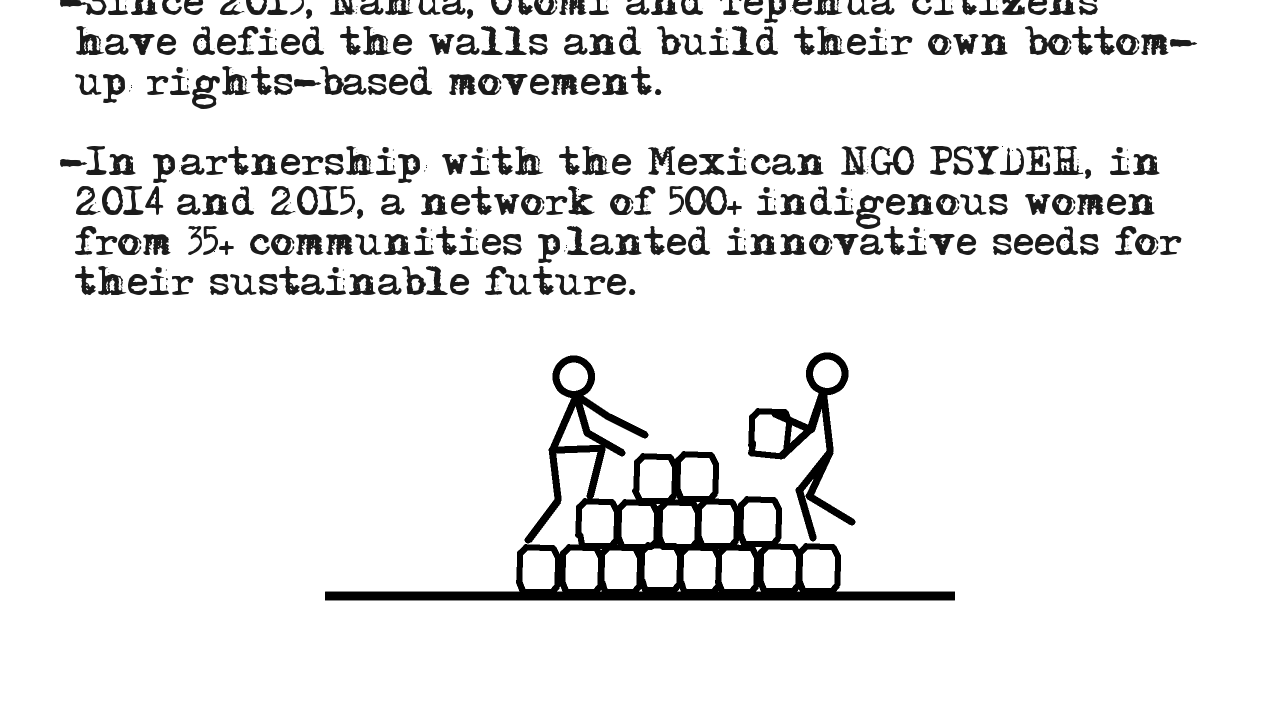 -Since Nahua, Otomi and Tepehua citizens
have defied the walls and build their own bottom-
up rights-based movement.
-In partnership with the Mexican NGO PSYDEH, in
2014 and 2015, a network of 500+ indigenous women
from 35+ communities planted innovative seeds for
their sustainable future.